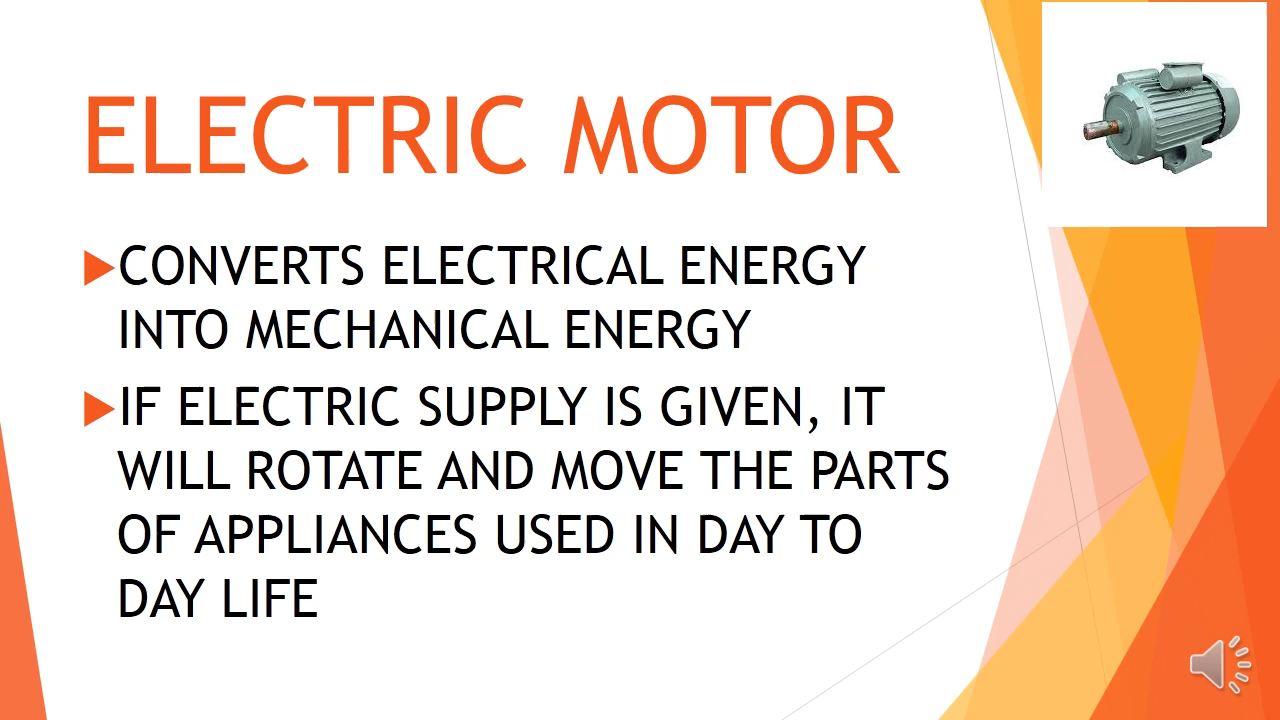 ELECTRIC MOTOR
CONVERTS ELECTRICAL ENERGY
INTO MECHANICAL ENERGY
IF ELECTRIC SUPPLY IS GIVEN, IT
WILL ROTATE AND MOVE THE PARTS
OF APPLIANCES USED IN DAY TO
DAY LIFE